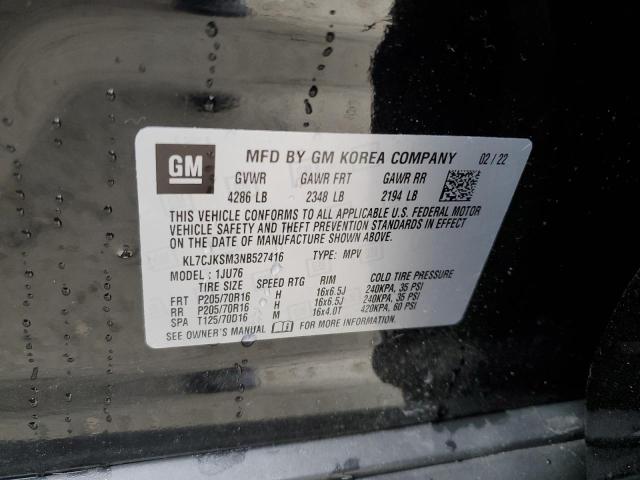 GM
MFD BY GM KOREA COMPANY 02/22
GVWR GAWR FRT GAWR RR
4286 LB 2348 LB 2194 LB
THIS VEHICLE CONFORMS TO ALL APPLICABLE U.S. FEDERAL MOTOR
VEHICLE SAFETY AND THEFT PREVENTION STANDARDS IN EFFECT
ON THE DATE OF MANUFACTURE SHOWN ABOVE.
KL7CJKSM3NB527416 TYPE: MPV
MODEL: 1JU76
TIRE SIZE SPEED RTG RIM COLD TIRE PRESSURE
FRT P205/70R16 H 16x6.5J 240KPA, 35 PSI
RR P205/70R16 H 16x6.5J 240KPA, 35 PSI
SPA T125/70D16 M 16x4.0T 420KPA, 60 PSI
SEE OWNER'S MANUAL FOR MORE INFORMATION.